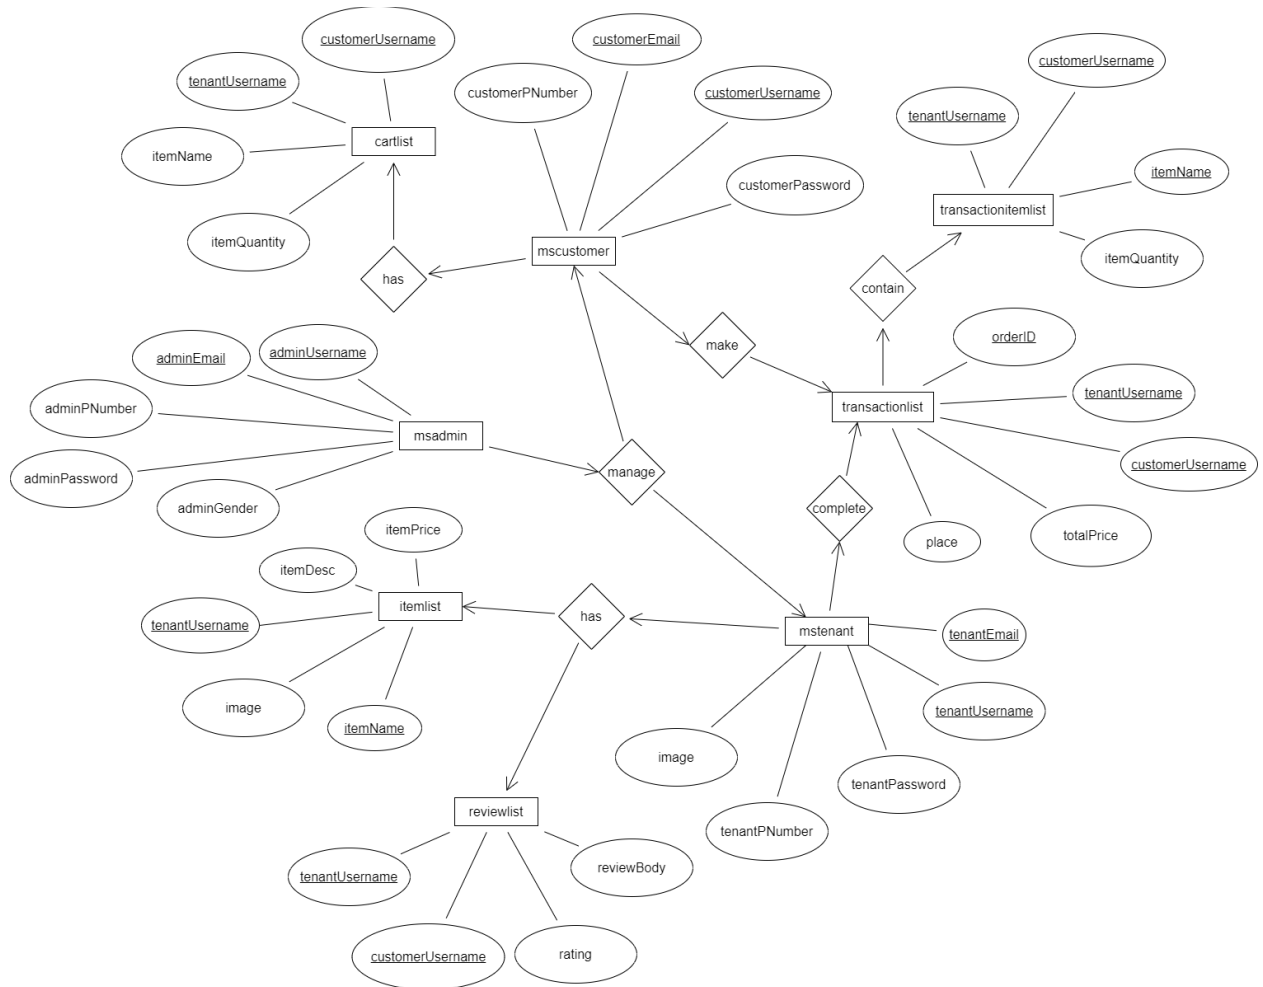 customerUsername
customerEmail
customerUsername
tenantUsername
customerPNumber
customerUsername
tenantUsername
cartlist
itemName
itemName
customerPassword
transactionitemlist
itemQuantity
mscustomer
itemQuantity
has
contain
make
orderID
adminUsername
adminEmail
tenantUsername
adminPNumber
transactionlist
msadmin
customerUsername
manage
adminPassword
adminGender
complete
itemPrice
place
totalPrice
itemDesc
itemlist
has
tenantUsername
mstenant
tenantEmail
image
itemName
tenantUsername
image
tenantPassword
reviewlist
tenantPNumber
reviewBody
tenantUsername
customerUsername
rating